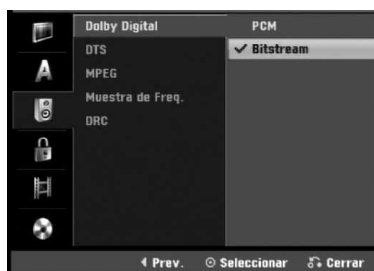 Dolby Digital PCM
DTS ✓ Bitstream
MPEG
Muestra de Freq.
DRC
A
Prev. Seleccionar Cerrar